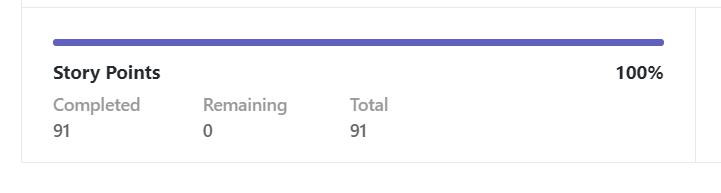 Story Points 100%
Completed Remaining Total
91 0 91